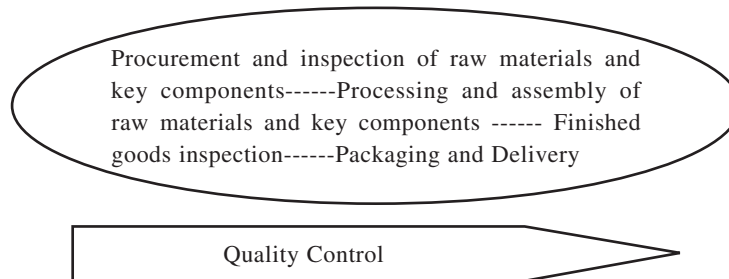 Procurement and inspection of raw materials and
key components------Processing and assembly of
raw materials and key components ------ Finished
goods inspection------Packaging and Delivery
Quality Control